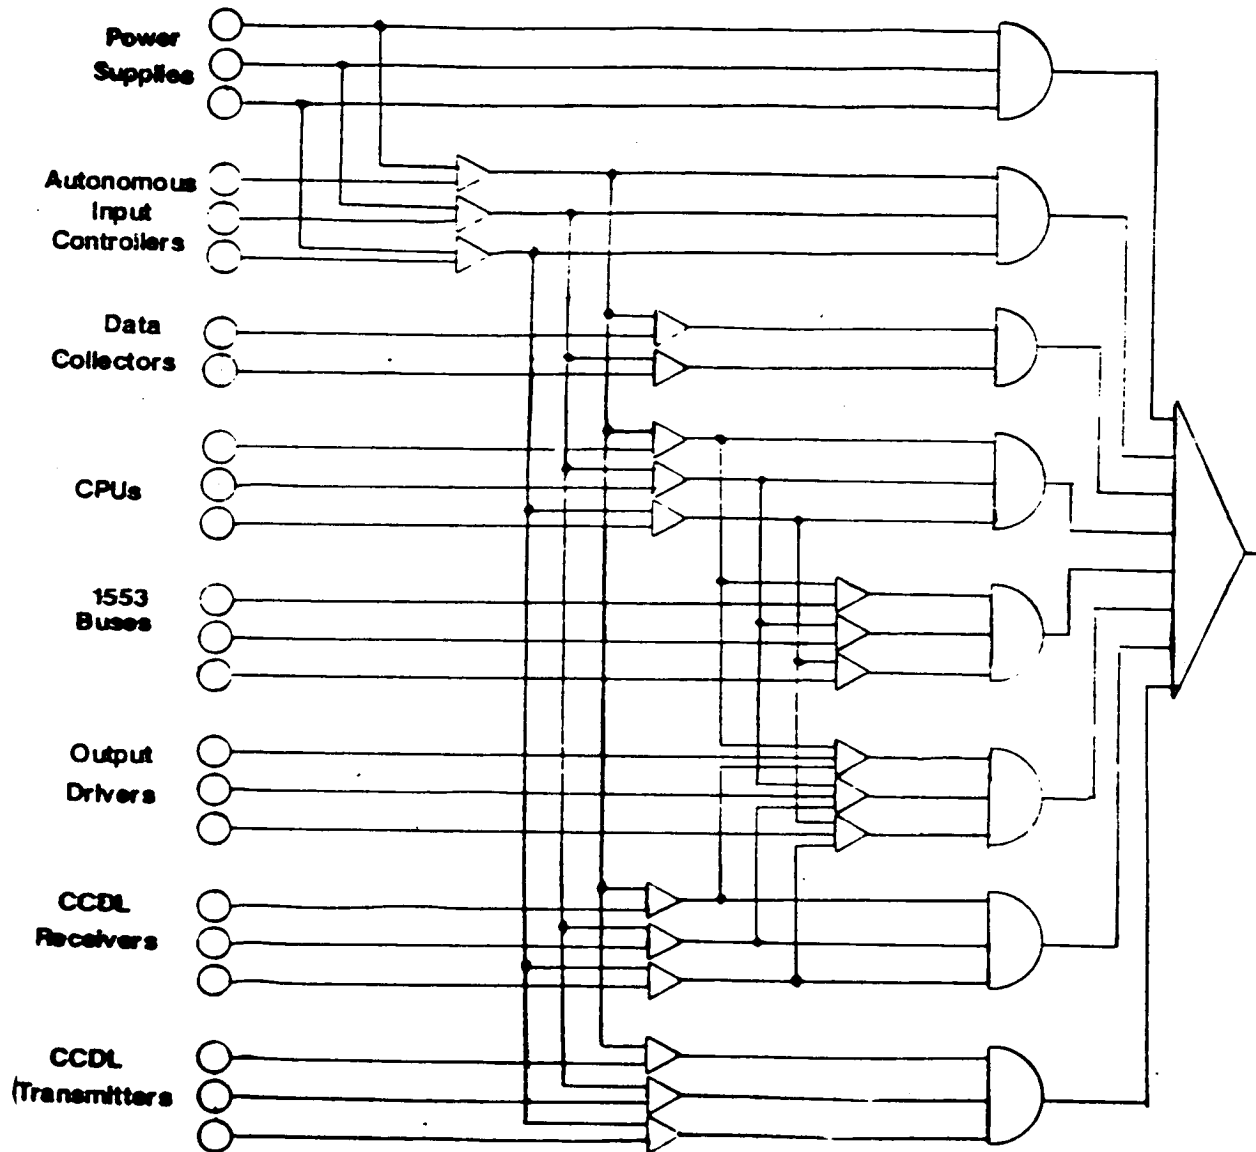 Power
Supplies
Autonomous
Input
Controllers
Data
Collectors
CPUs
1553
Buses
Output
Drivers
CCDL
Receivers
CCDL
(Transmitters